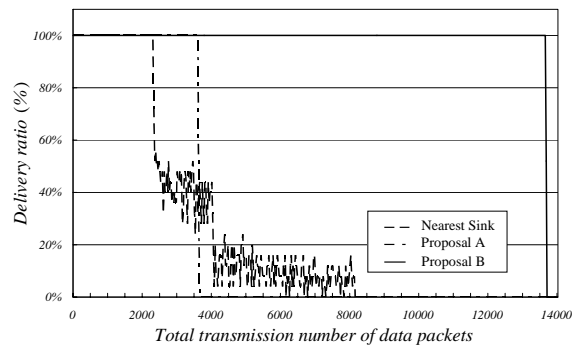 Delivery ratio (%)
100%
80%
60%
40%
20%
0%
Nearest Sink
Proposal A
Proposal B
0 2000 4000 6000 8000 10000 12000 14000
Total transmission number of data packets